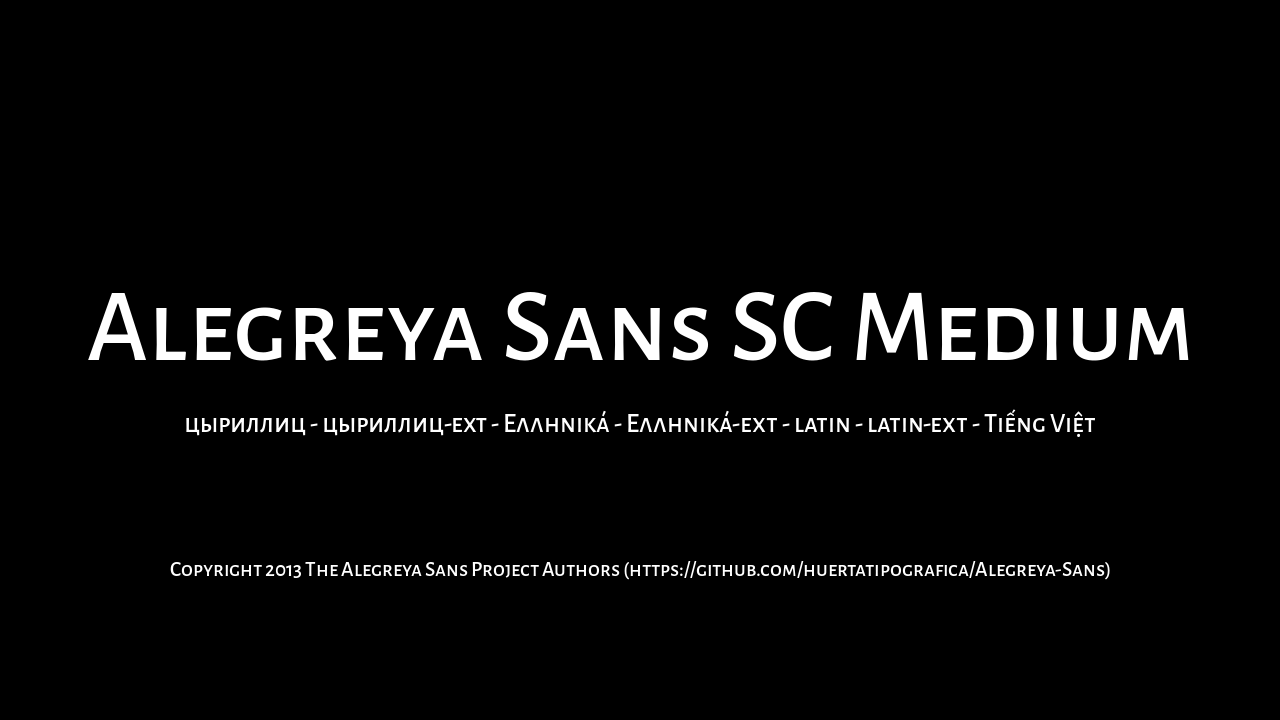 Alegreya Sans SC Medium
цыриллиц - цыриллиц-ext - Ελληνικά - Ελληνικά-ext - latin - latin-ext - Tiếng Việt
Copyright 2013 The Alegreya Sans Project Authors (https://github.com/huertatipografica/Alegreya-Sans)